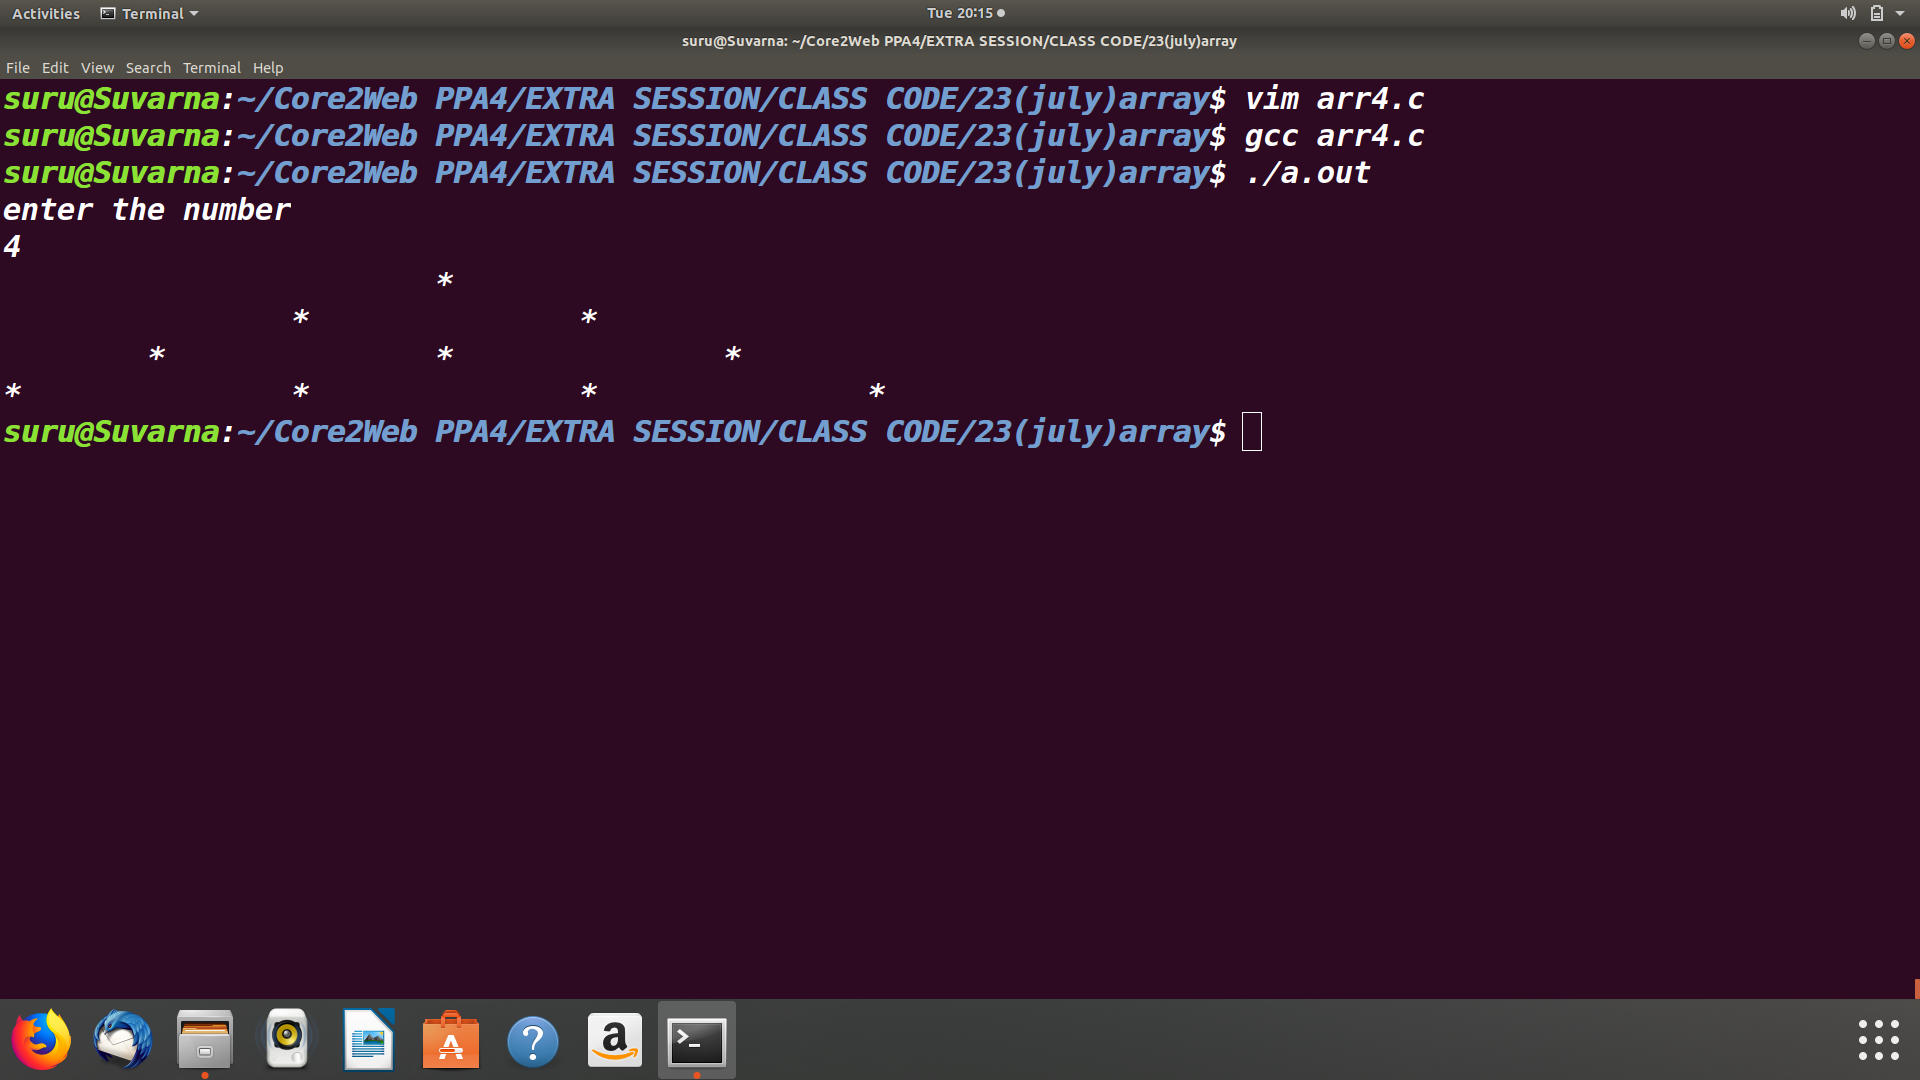 Activities Terminal Tue 20:15
suru@Suvarna: ~/Core2Web PPA4/EXTRA SESSION/CLASS CODE/23(july)array
File Edit View Search Terminal Help
suru@Suvarna:~/Core2Web PPA4/EXTRA SESSION/CLASS CODE/23(july)array$ vim arr4.c
suru@Suvarna:~/Core2Web PPA4/EXTRA SESSION/CLASS CODE/23(july)array$ gcc arr4.c
suru@Suvarna:~/Core2Web PPA4/EXTRA SESSION/CLASS CODE/23(july)array$ ./a.out
enter the number
4
                        *
                *               *
        *               *               *
*               *               *               *
suru@Suvarna:~/Core2Web PPA4/EXTRA SESSION/CLASS CODE/23(july)array$